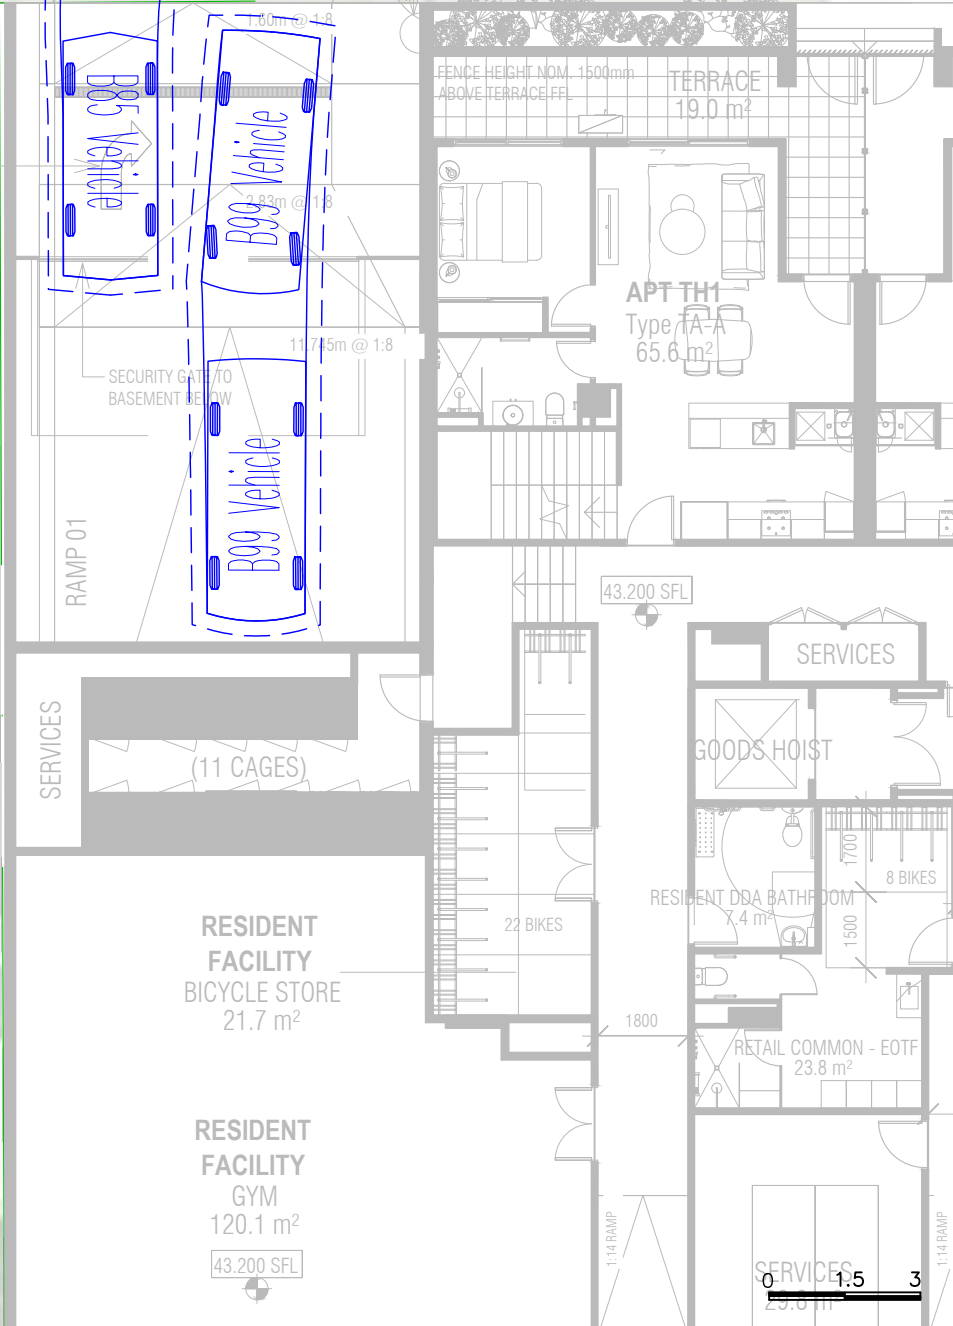 1.60m @ 1:8
FENCE HEIGHT NOM. 1500mm
ABOVE TERRACE FFL
TERRACE
19.0 m²
B85 Vehicle
B99 Vehicle
2.83m @ 1:8
APT TH1
Type TA-A
65.6 m²
11.745m @ 1:8
SECURITY GATE TO
BASEMENT BELOW
B99 Vehicle
RAMP 01
43.200 SFL
SERVICES
SERVICES
GOODS HOIST
(11 CAGES)
1700
8 BIKES
RESIDENT DDA BATHROOM
7.4 m²
1500
22 BIKES
RESIDENT
FACILITY
BICYCLE STORE
21.7 m²
1800
RETAIL COMMON - EOTF
23.8 m²
RESIDENT
FACILITY
GYM
120.1 m²
43.200 SFL
1:14 RAMP
1:14 RAMP
SERVICES
29.6 m²
0 1.5 3